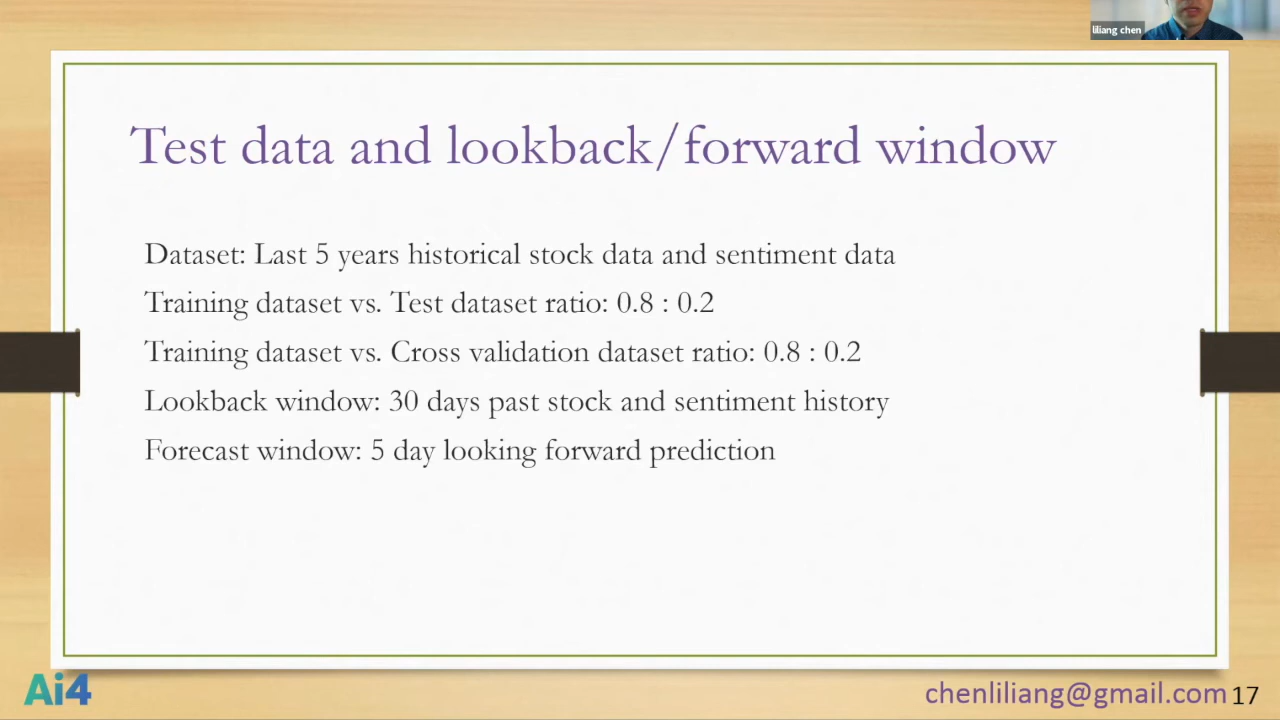 liliang chen
Test data and lookback/forward window
Dataset: Last 5 years historical stock data and sentiment data
Training dataset vs. Test dataset ratio: 0.8 : 0.2
Training dataset vs. Cross validation dataset ratio: 0.8 : 0.2
Lookback window: 30 days past stock and sentiment history
Forecast window: 5 day looking forward prediction
Ai4
chenliliang@gmail.com 17